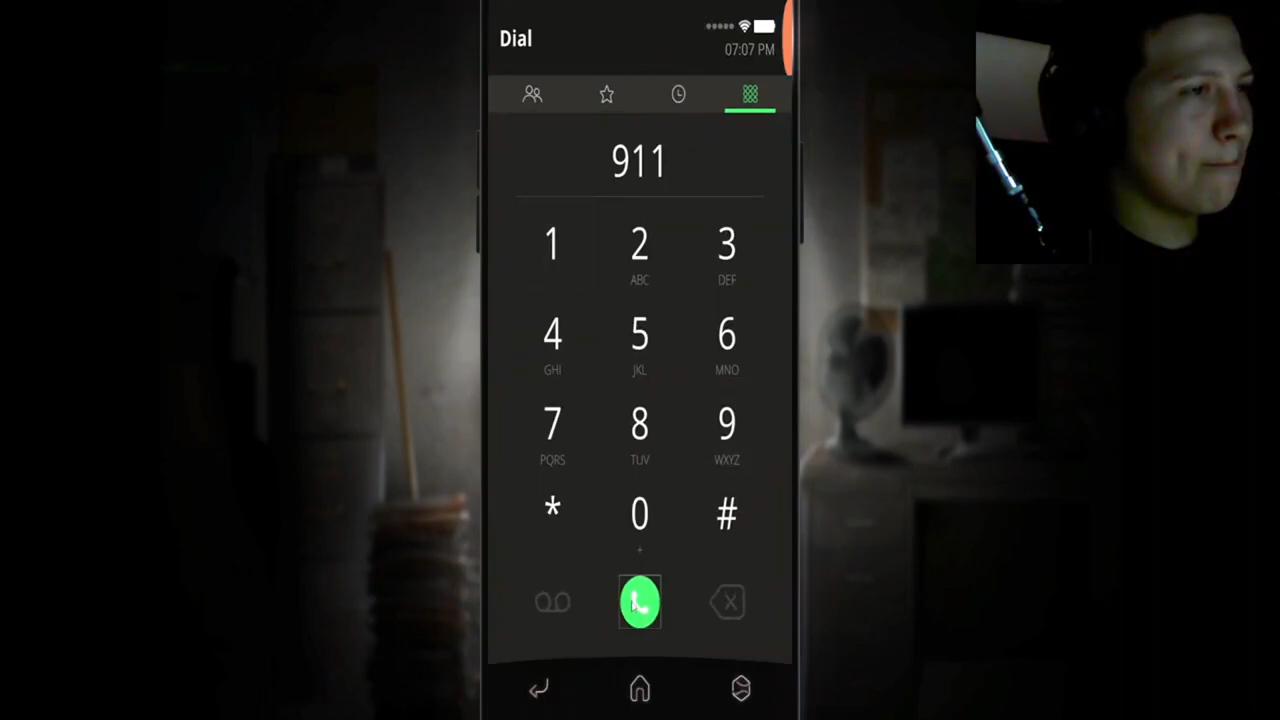 Dial
07:07 PM
911
1 2 3
ABC DEF
4 5 6
GHI JKL MNO
7 8 9
PQRS TUV WXYZ
* 0 #
+